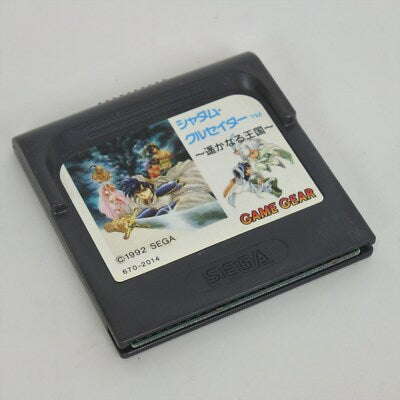 シャダム・
クルセイダー™
～遥かなる王国～
GAME GEAR
©1992 SEGA
670-2014
SEGA